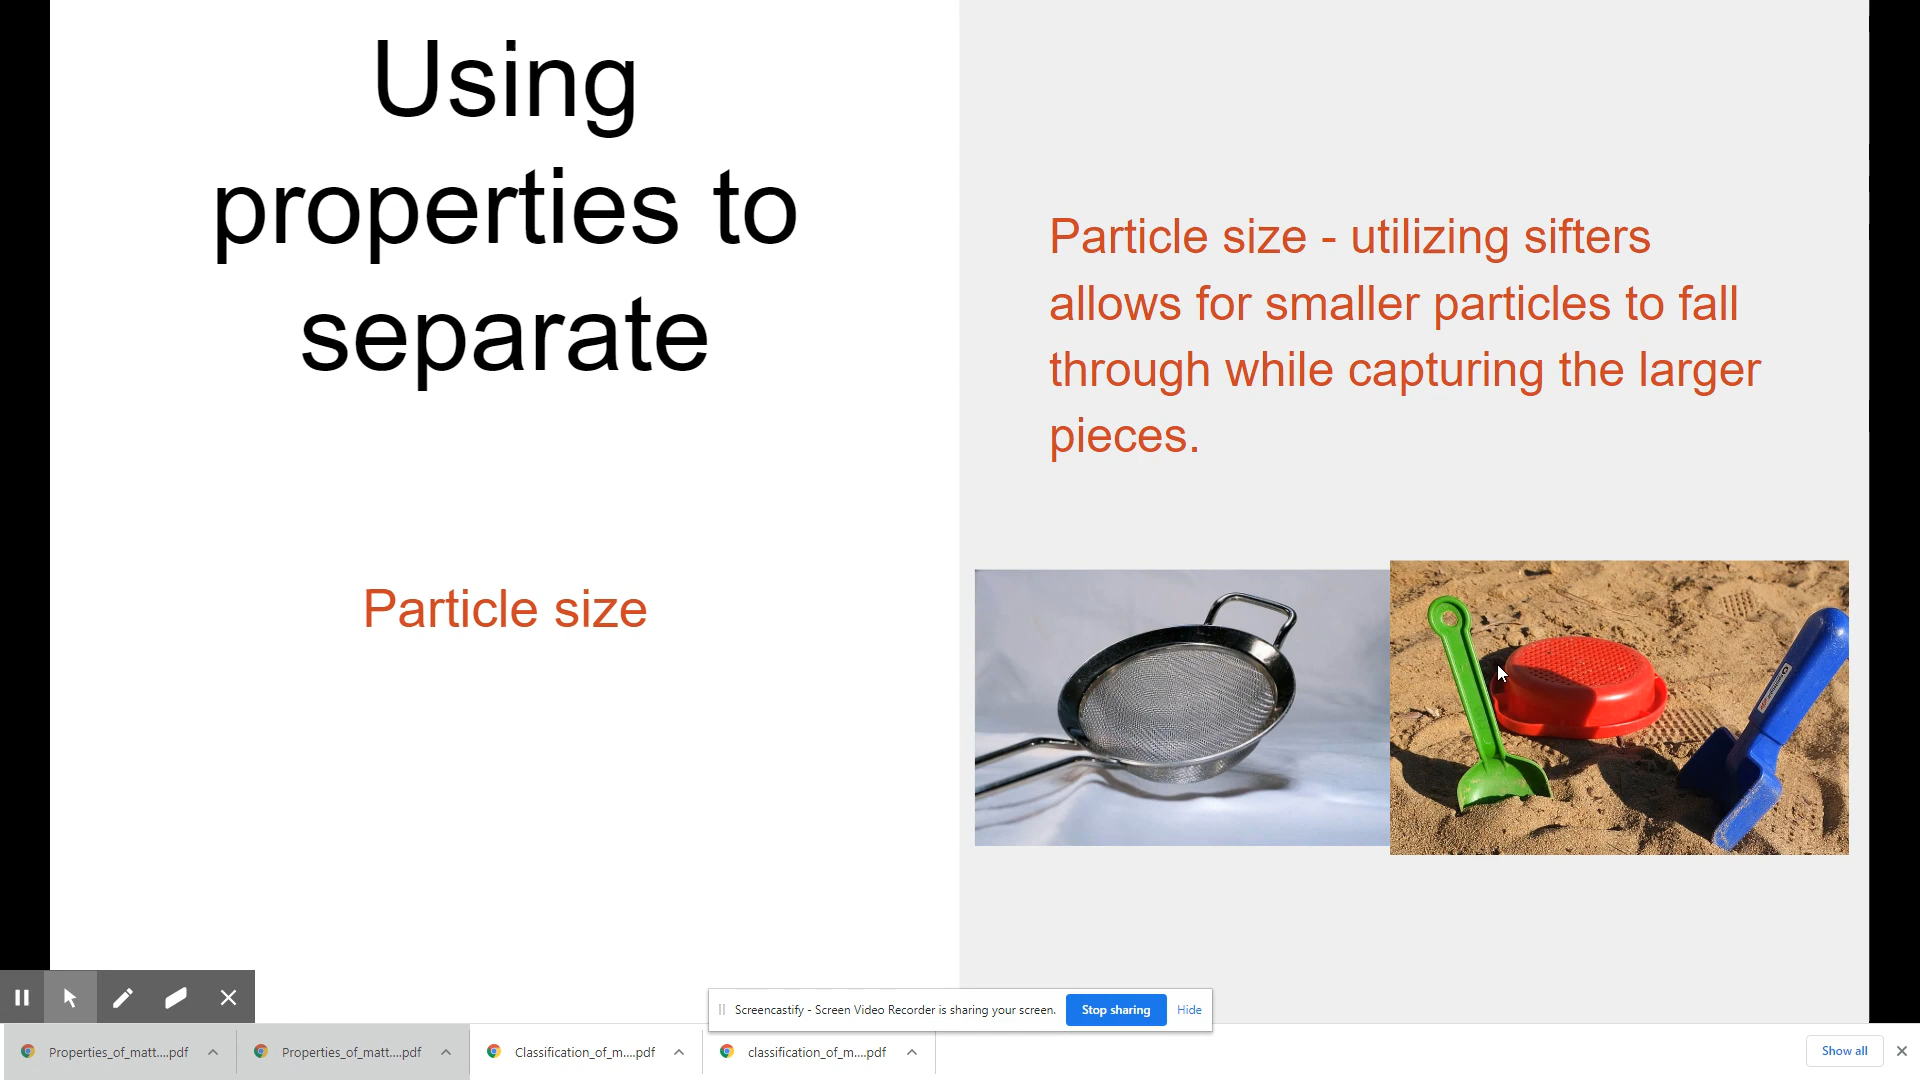 Using
properties to
separate
Particle size
Particle size - utilizing sifters
allows for smaller particles to fall
through while capturing the larger
pieces.
Screencastify - Screen Video Recorder is sharing your screen.
Stop sharing
Hide
Properties_of_matt....pdf
Properties_of_matt....pdf
Classification_of_m....pdf
classification_of_m....pdf
Show all